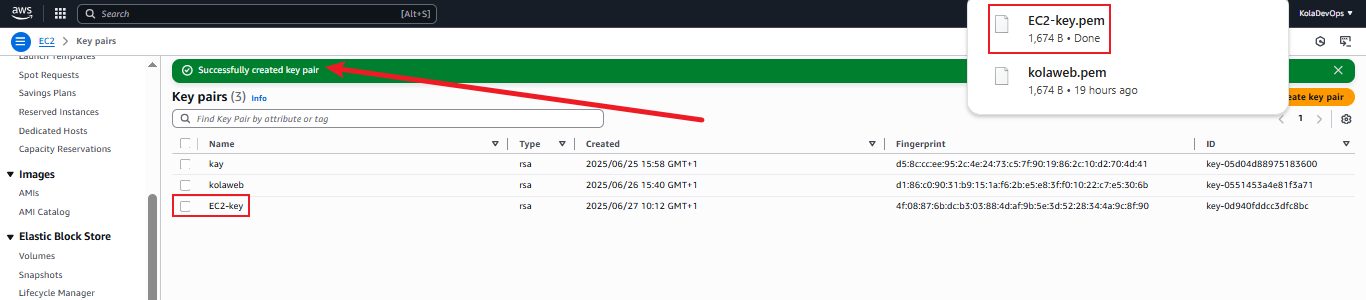 aws
Search [Alt+S]
KolaDevOps
EC2 > Key pairs
EC2-key.pem
1,674 B • Done
kolaweb.pem
1,674 B • 19 hours ago
Launch Templates
Spot Requests
Savings Plans
Reserved Instances
Dedicated Hosts
Capacity Reservations
Images
AMIs
AMI Catalog
Elastic Block Store
Volumes
Snapshots
Lifecycle Manager
Successfully created key pair
Key pairs (3) Info
eate key pair
Find Key Pair by attribute or tag
1
Name Type Created Fingerprint ID
kay rsa 2025/06/25 15:58 GMT+1 d5:8c:cc:ee:95:2c:4e:24:73:c5:7f:90:19:86:2c:10:d2:70:4d:41 key-05d04d88975183600
kolaweb rsa 2025/06/26 15:40 GMT+1 d1:86:c0:90:31:b9:15:1a:f6:2b:e5:e8:3f:f0:10:22:c7:e5:30:6b key-0551453a4e81f3a71
EC2-key rsa 2025/06/27 10:12 GMT+1 4f:08:87:6b:dc:b3:03:88:4d:af:9b:5e:3d:52:28:34:4a:9c:8f:90 key-0d940fddcc3dfc8bc